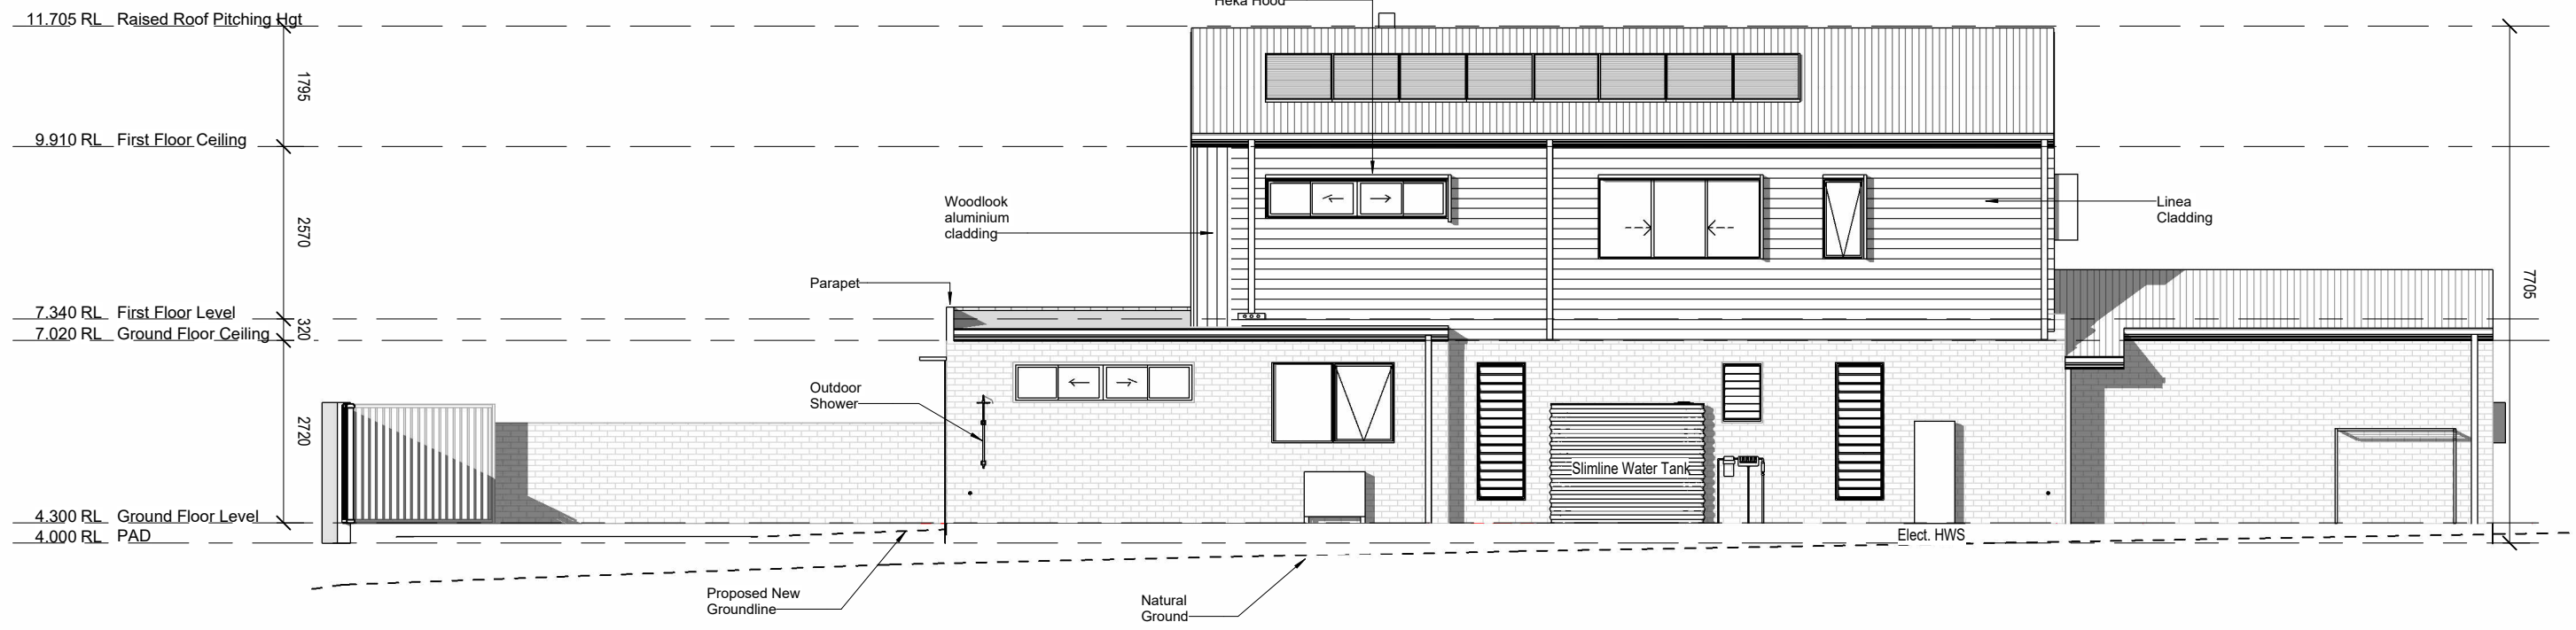 Heka Hood
11.705 RL Raised Roof Pitching Hgt
1795
9.910 RL First Floor Ceiling
Woodlook
aluminium
cladding
Linea
Cladding
2570
Parapet
7705
7.340 RL First Floor Level
320
7.020 RL Ground Floor Ceiling
Outdoor
Shower
2720
Slimline Water Tank
4.300 RL Ground Floor Level
4.000 RL PAD
Elect. HWS
Proposed New
Groundline
Natural
Ground